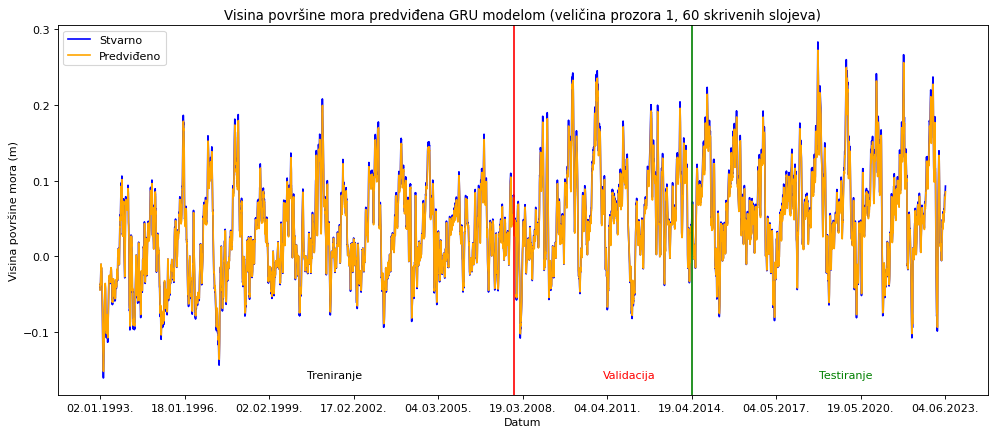 Visina površine mora predviđena GRU modelom (veličina prozora 1, 60 skrivenih slojeva)
Stvarno
Predviđeno
Visina površine mora (m)
0.3
0.2
0.1
0.0
−0.1
Treniranje
Validacija
Testiranje
02.01.1993.
18.01.1996.
02.02.1999.
17.02.2002.
04.03.2005.
19.03.2008.
04.04.2011.
19.04.2014.
04.05.2017.
19.05.2020.
04.06.2023.
Datum